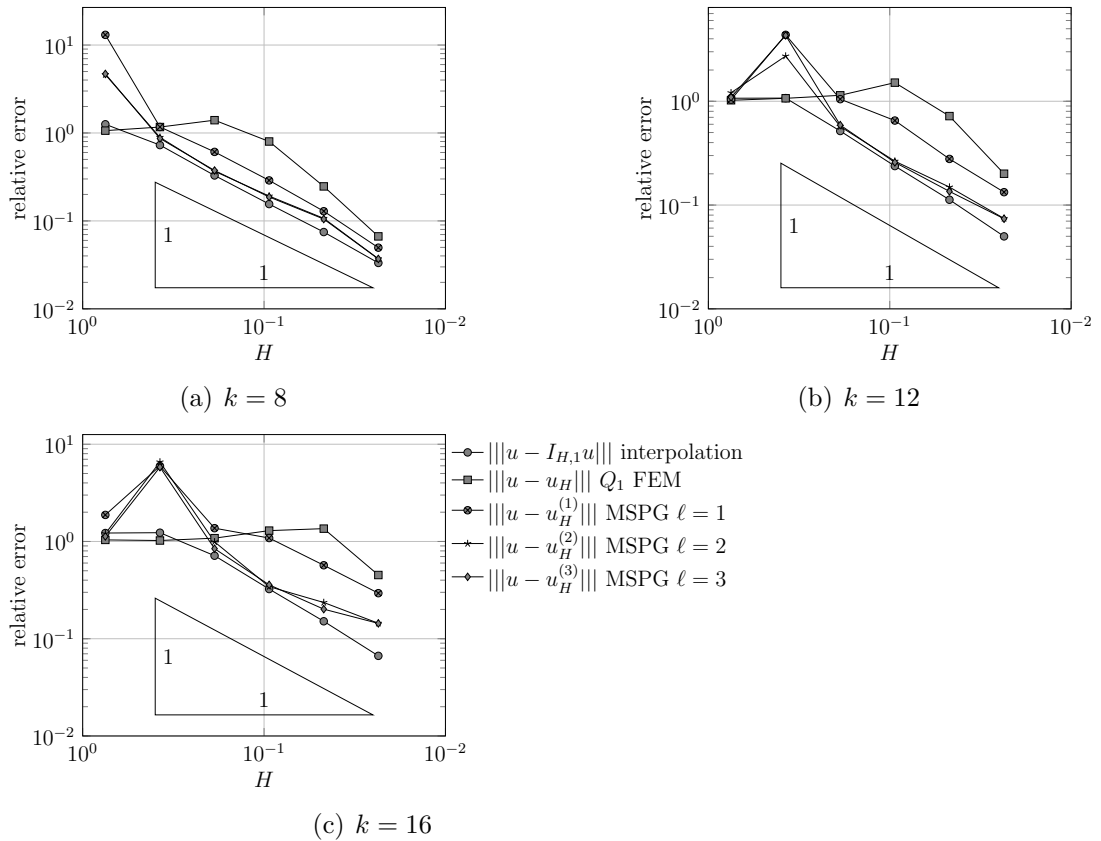 10^1
10^0
10^{-1}
10^{-2}
relative error
1
1
10^0
10^{-1}
10^{-2}
H
(a) k = 8
10^1
10^0
10^{-1}
10^{-2}
relative error
1
1
10^0
10^{-1}
10^{-2}
H
(b) k = 12
10^1
10^0
10^{-1}
10^{-2}
relative error
1
1
10^0
10^{-1}
10^{-2}
H
|||u − I_{H,1}u||| interpolation
|||u − u_H||| Q_1 FEM
|||u − u_H^{(1)}||| MSPG ℓ = 1
|||u − u_H^{(2)}||| MSPG ℓ = 2
|||u − u_H^{(3)}||| MSPG ℓ = 3
(c) k = 16